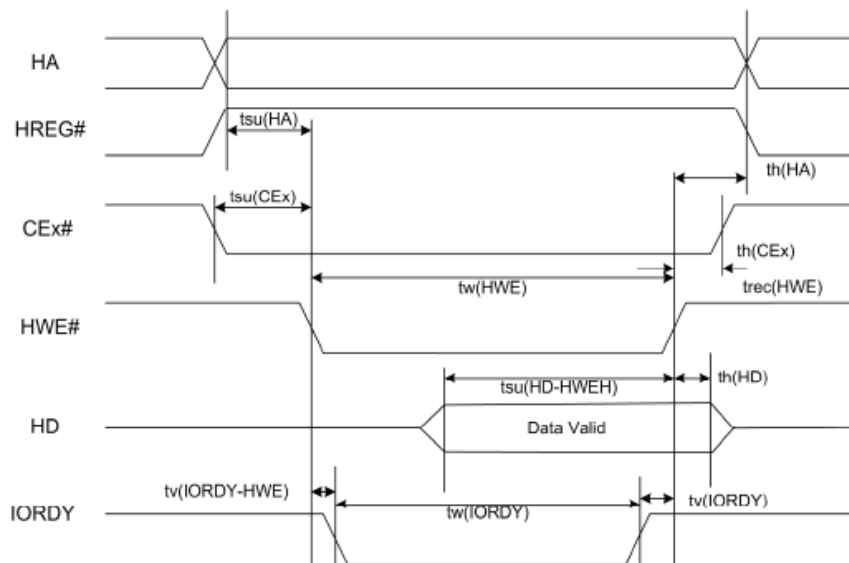 HA
HREG#
tsu(HA)
th(HA)
tsu(CEx)
CEx#
th(CEx)
tw(HWE)
trec(HWE)
HWE#
tsu(HD-HWEH)
th(HD)
HD
Data Valid
tv(IORDY-HWE)
IORDY
tw(IORDY)
tv(IORDY)